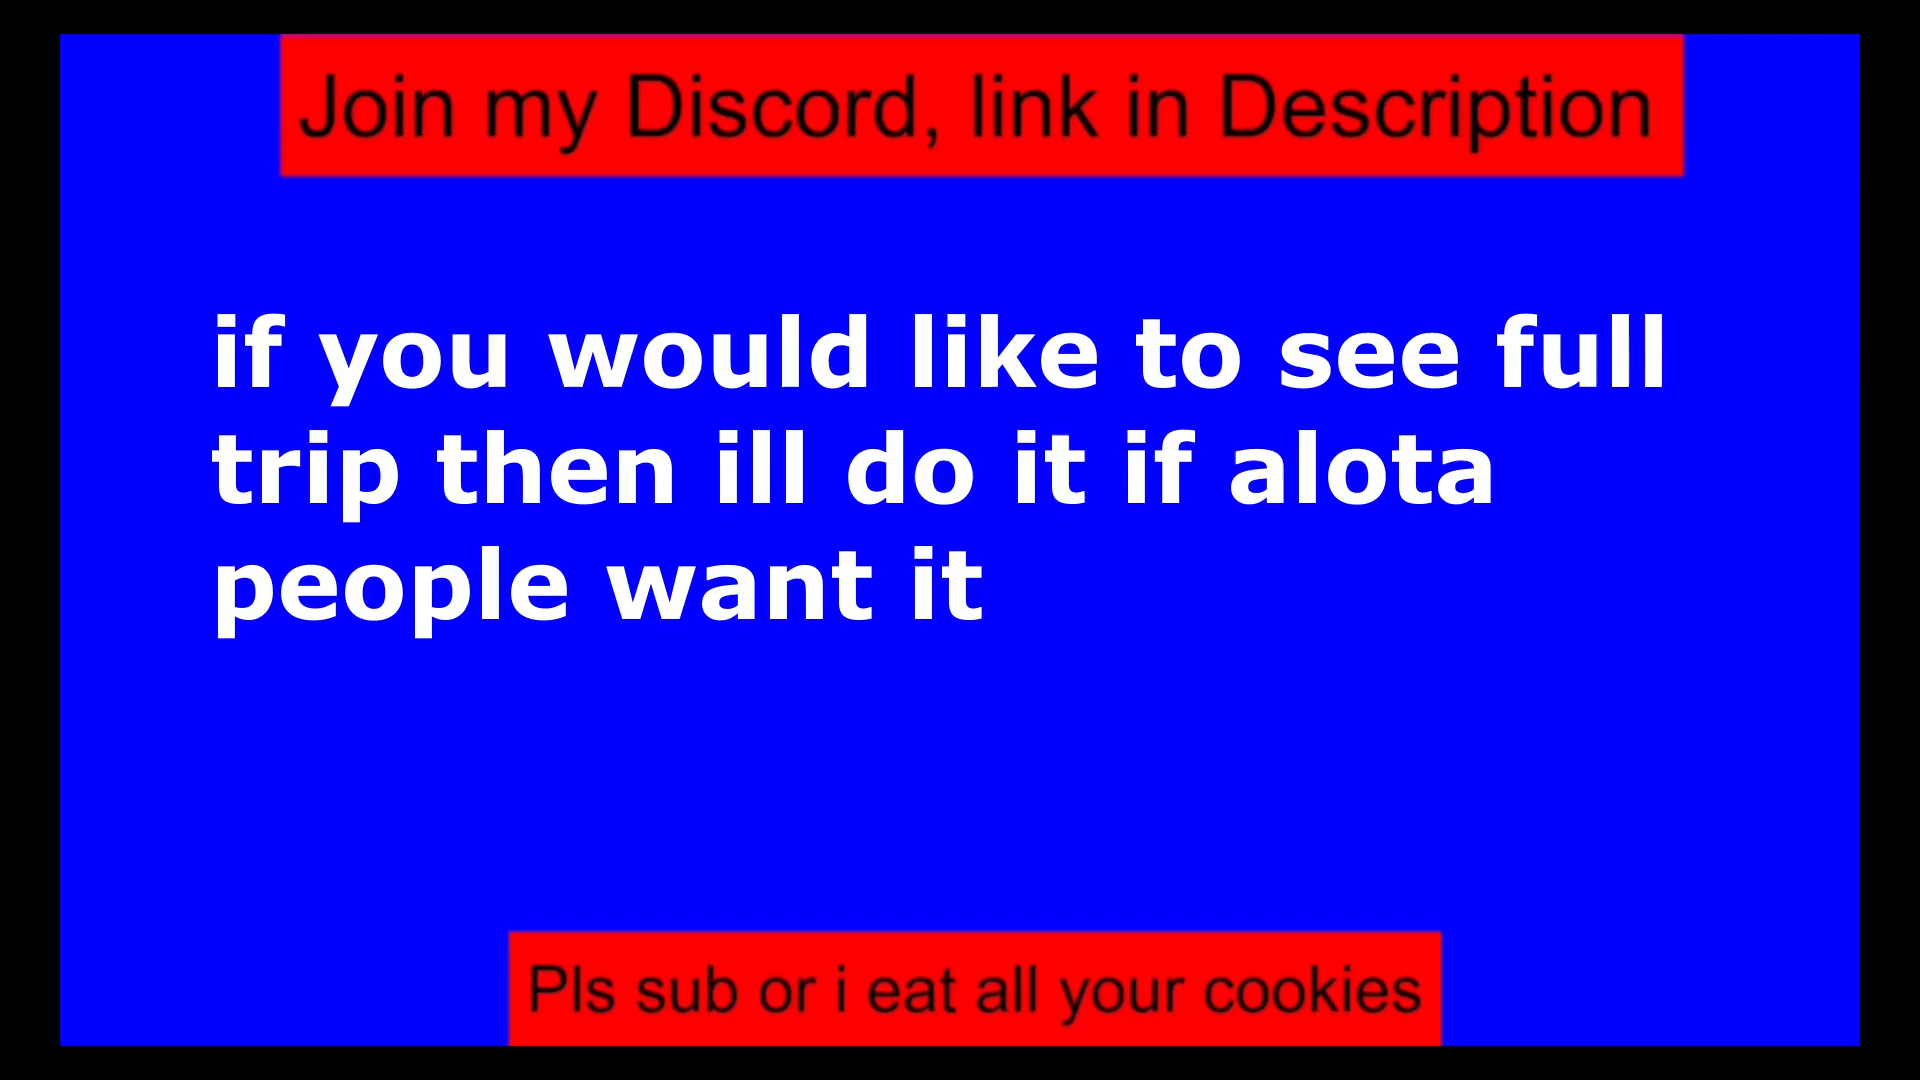 Join my Discord, link in Description
if you would like to see full
trip then ill do it if alota
people want it
Pls sub or i eat all your cookies